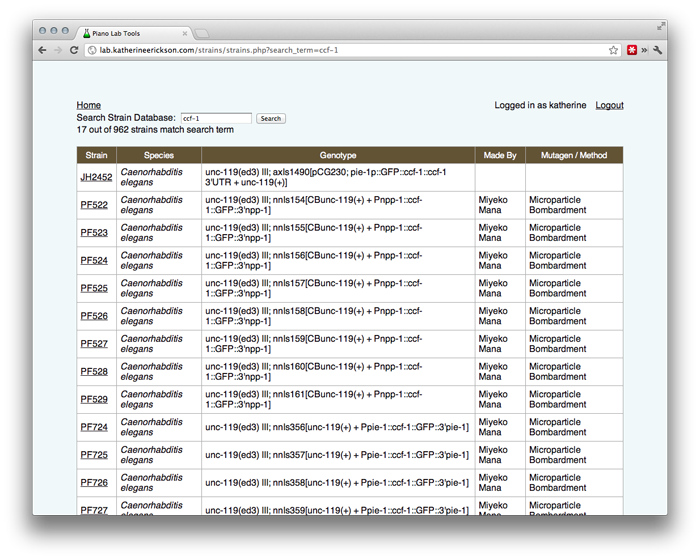 Piano Lab Tools
lab.katherineerickson.com/strains/strains.php?search_term=ccf-1
Home
Logged in as katherine Logout
Search Strain Database: ccf-1 Search
17 out of 962 strains match search term
Strain Species Genotype Made By Mutagen / Method
JH2452 Caenorhabditis elegans unc-119(ed3) III; axIs1490[pCG230; pie-1p::GFP::ccf-1::ccf-1 3'UTR + unc-119(+)]
PF522 Caenorhabditis elegans unc-119(ed3) III; nnIs154[CBunc-119(+) + Pnpp-1::ccf-1::GFP::3'npp-1] Miyeko Mana Microparticle Bombardment
PF523 Caenorhabditis elegans unc-119(ed3) III; nnIs155[CBunc-119(+) + Pnpp-1::ccf-1::GFP::3'npp-1] Miyeko Mana Microparticle Bombardment
PF524 Caenorhabditis elegans unc-119(ed3) III; nnIs156[CBunc-119(+) + Pnpp-1::ccf-1::GFP::3'npp-1] Miyeko Mana Microparticle Bombardment
PF525 Caenorhabditis elegans unc-119(ed3) III; nnIs157[CBunc-119(+) + Pnpp-1::ccf-1::GFP::3'npp-1] Miyeko Mana Microparticle Bombardment
PF526 Caenorhabditis elegans unc-119(ed3) III; nnIs158[CBunc-119(+) + Pnpp-1::ccf-1::GFP::3'npp-1] Miyeko Mana Microparticle Bombardment
PF527 Caenorhabditis elegans unc-119(ed3) III; nnIs159[CBunc-119(+) + Pnpp-1::ccf-1::GFP::3'npp-1] Miyeko Mana Microparticle Bombardment
PF528 Caenorhabditis elegans unc-119(ed3) III; nnIs160[CBunc-119(+) + Pnpp-1::ccf-1::GFP::3'npp-1] Miyeko Mana Microparticle Bombardment
PF529 Caenorhabditis elegans unc-119(ed3) III; nnIs161[CBunc-119(+) + Pnpp-1::ccf-1::GFP::3'npp-1] Miyeko Mana Microparticle Bombardment
PF724 Caenorhabditis elegans unc-119(ed3) III; nnIs356[unc-119(+) + Ppie-1::ccf-1::GFP::3'pie-1] Miyeko Mana Microparticle Bombardment
PF725 Caenorhabditis elegans unc-119(ed3) III; nnIs357[unc-119(+) + Ppie-1::ccf-1::GFP::3'pie-1] Miyeko Mana Microparticle Bombardment
PF726 Caenorhabditis elegans unc-119(ed3) III; nnIs358[unc-119(+) + Ppie-1::ccf-1::GFP::3'pie-1] Miyeko Mana Microparticle Bombardment
PF727 Caenorhabditis elegans unc-119(ed3) III; nnIs359[unc-119(+) + Ppie-1::ccf-1::GFP::3'pie-1] Miyeko Mana Microparticle Bombardment